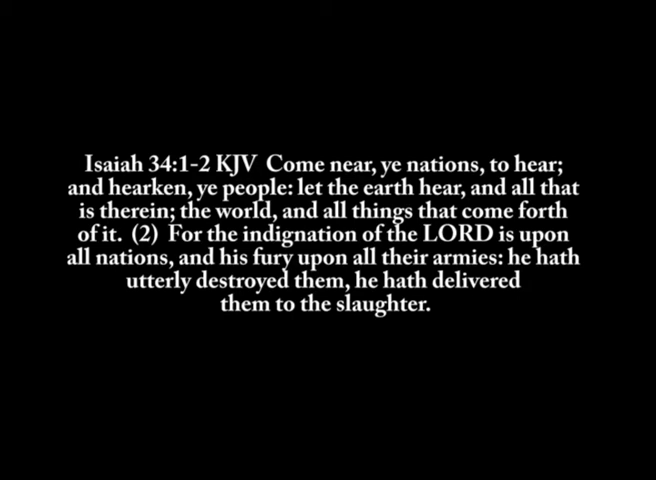 Isaiah 34:1-2 KJV  Come near, ye nations, to hear;
and hearken, ye people: let the earth hear, and all that
is therein; the world, and all things that come forth
of it.  (2)  For the indignation of the LORD is upon
all nations, and his fury upon all their armies: he hath
utterly destroyed them, he hath delivered
them to the slaughter.